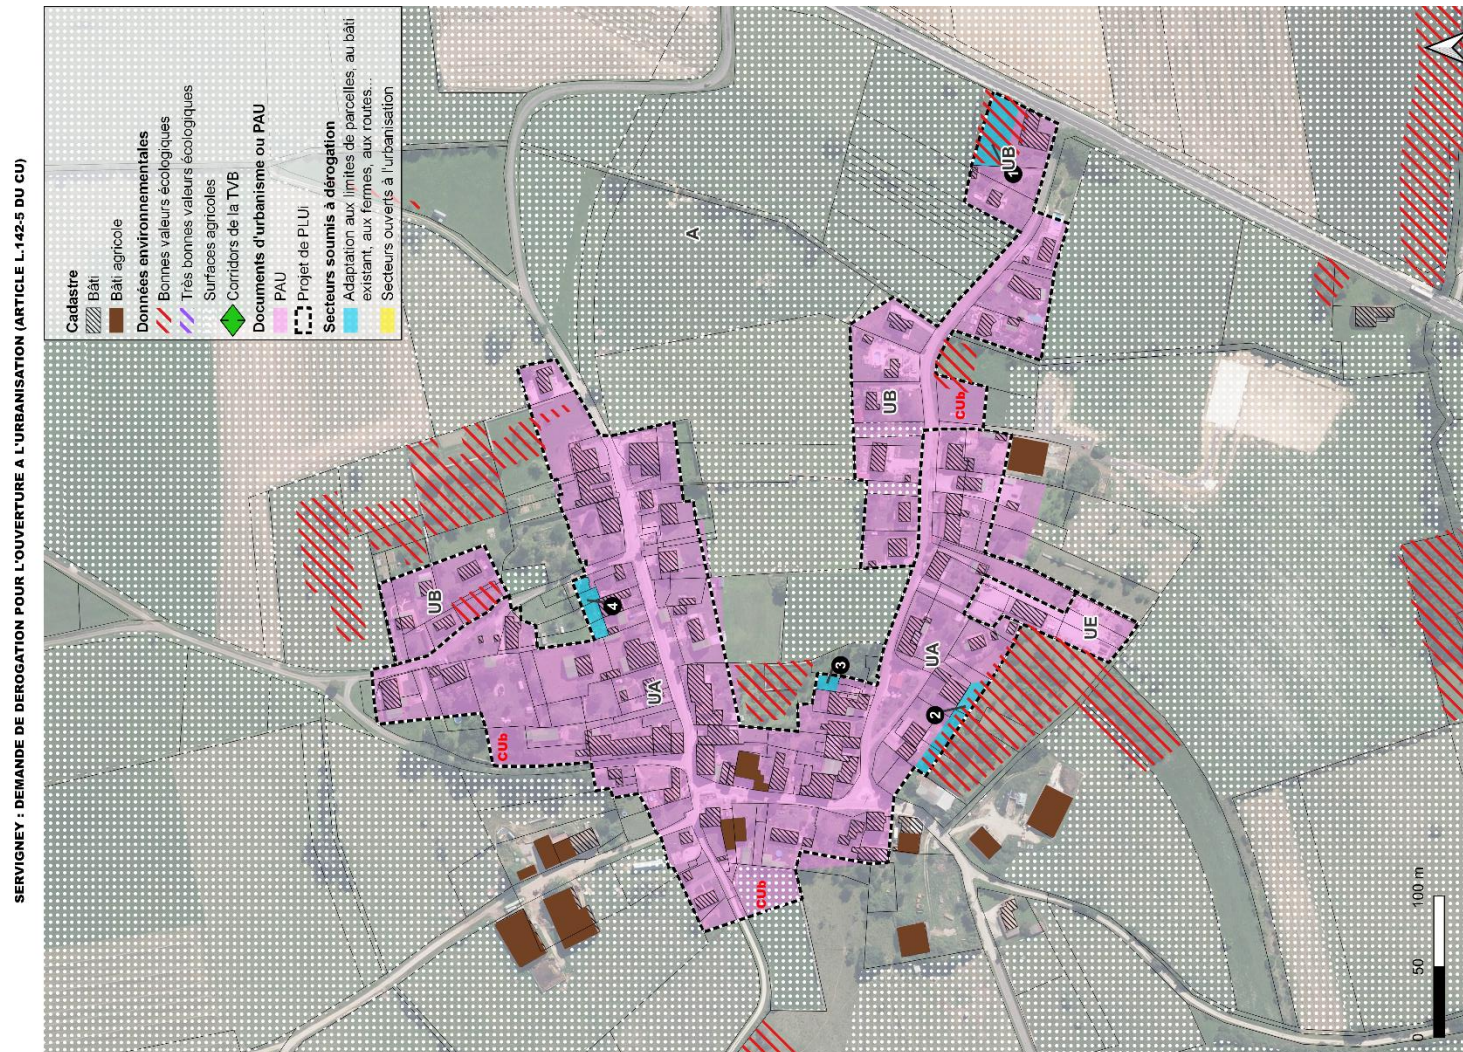 SERVIGNEY : DEMANDE DE DEROGATION POUR L'OUVERTURE A L'URBANISATION (ARTICLE L.142-5 DU CU)
Cadastre
Bâti
Bâti agricole
Données environnementales
Bonnes valeurs écologiques
Très bonnes valeurs écologiques
Surfaces agricoles
Corridors de la TVB
Documents d'urbanisme ou PAU
PAU
Projet de PLUi
Secteurs soumis à dérogation
Adaptation aux limites de parcelles, au bâti
existant, aux fermes, aux routes...
Secteurs ouverts à l'urbanisation
A
UB
1
UB
CUb
UB
4
UA
CUb
3
UA
2
UE
CUb
0 50 100 m